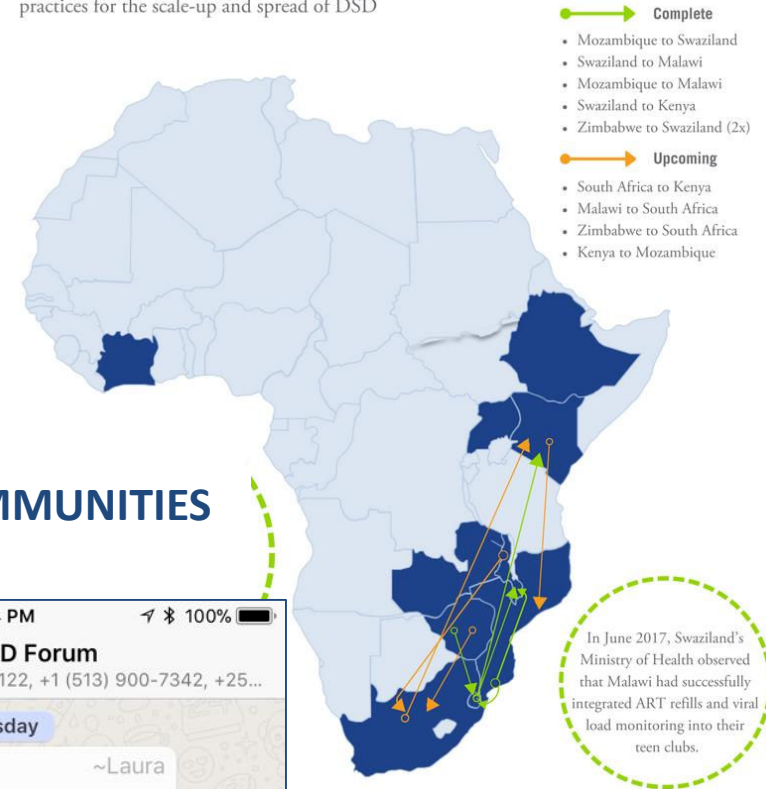 practices for the scale-up and spread of DSD
Complete
• Mozambique to Swaziland
• Swaziland to Malawi
• Mozambique to Malawi
• Swaziland to Kenya
• Zimbabwe to Swaziland (2x)
Upcoming
• South Africa to Kenya
• Malawi to South Africa
• Zimbabwe to South Africa
• Kenya to Mozambique
MMUNITIES
PM
100%
D Forum
122, +1 (513) 900-7342, +25...
sday
~Laura
In June 2017, Swaziland’s
Ministry of Health observed
that Malawi had successfully
integrated ART refills and viral
load monitoring into their
teen clubs.